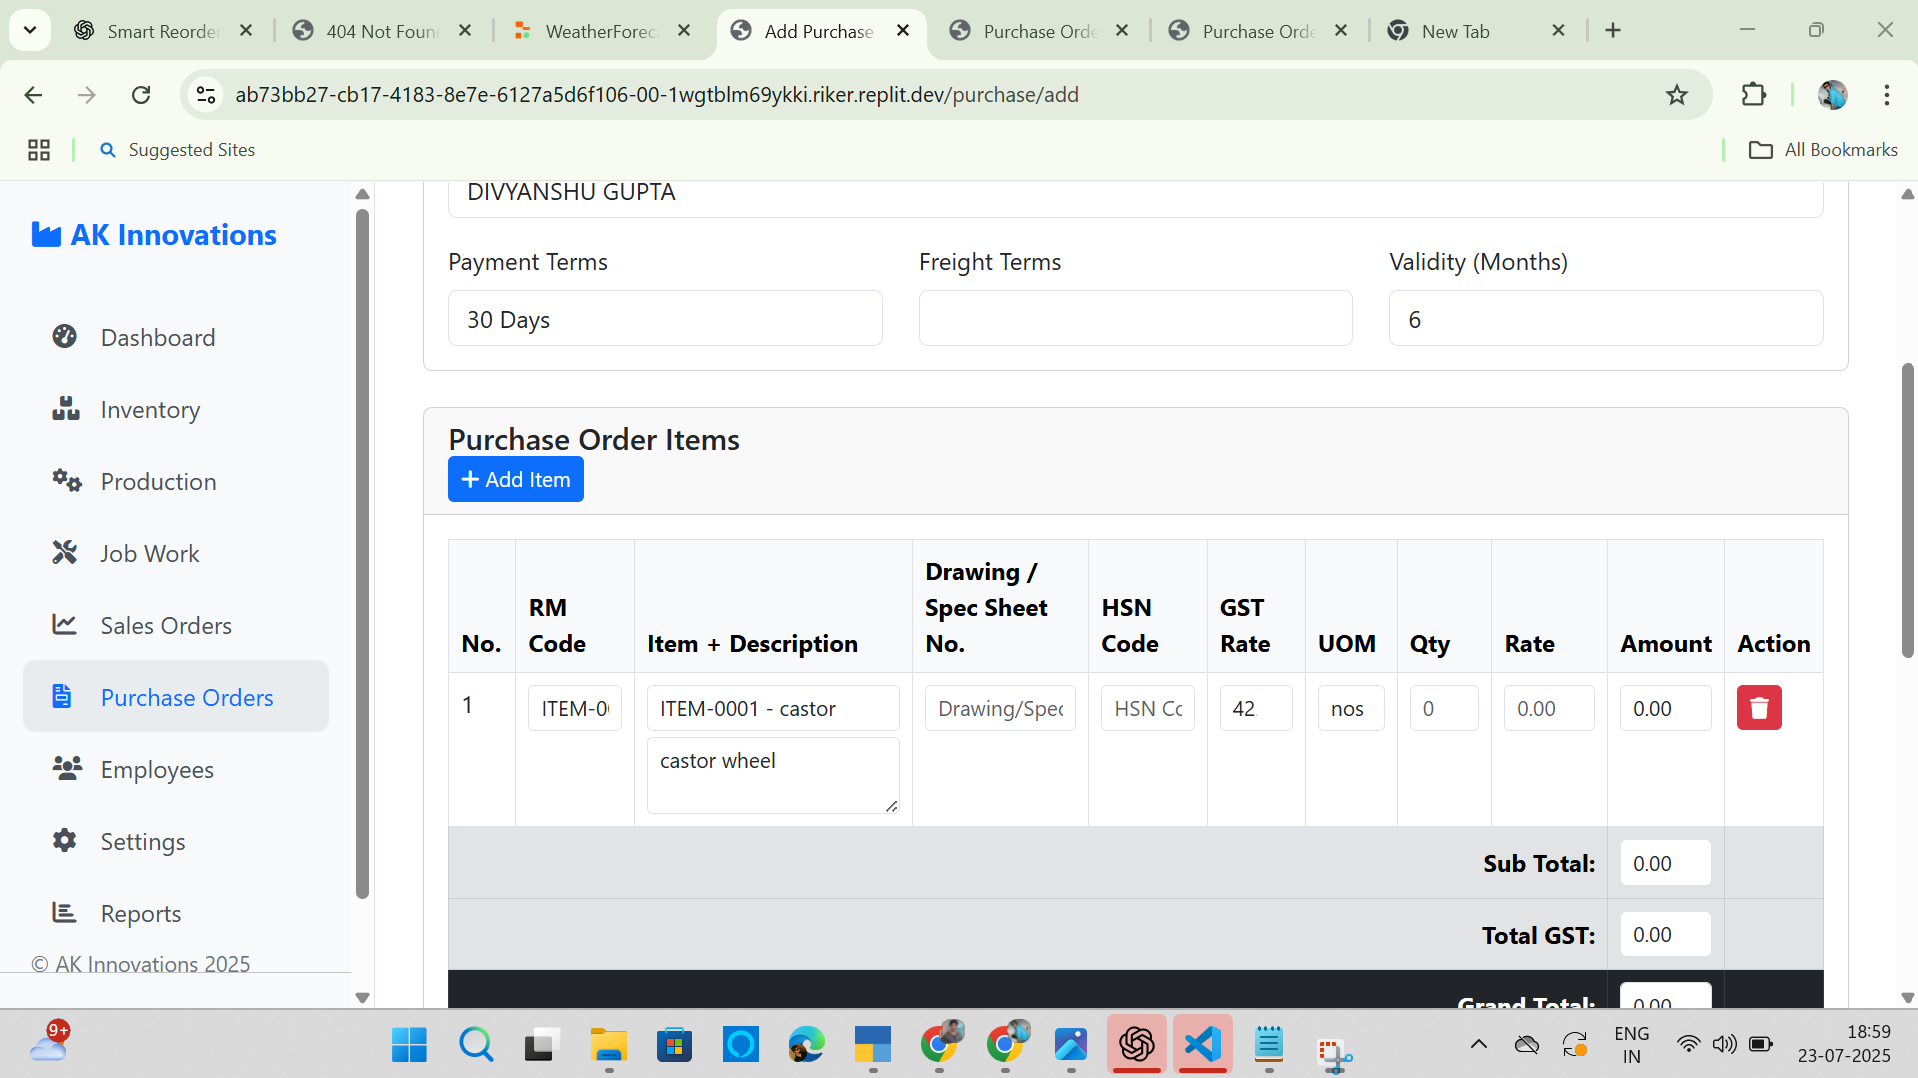 Smart Reorde
404 Not Foun
WeatherForec
Add Purchase
Purchase Orde
Purchase Orde
New Tab
ab73bb27-cb17-4183-8e7e-6127a5d6f106-00-1wgtblm69ykki.riker.replit.dev/purchase/add
Suggested Sites
All Bookmarks
AK Innovations
Dashboard
Inventory
Production
Job Work
Sales Orders
Purchase Orders
Employees
Settings
Reports
© AK Innovations 2025
DIVYANSHU GUPTA
Payment Terms
Freight Terms
Validity (Months)
30 Days
6
Purchase Order Items
+ Add Item
No.
RM Code
Item + Description
Drawing / Spec Sheet No.
HSN Code
GST Rate
UOM
Qty
Rate
Amount
Action
1
ITEM-0
ITEM-0001 - castor
castor wheel
Drawing/Spec
HSN Co
42
nos
0
0.00
0.00
Sub Total:
0.00
Total GST:
0.00
Grand Total:
0.00
9+
ENG
IN
18:59
23-07-2025